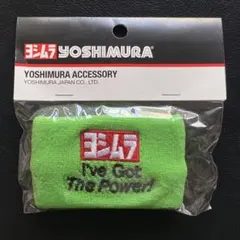 ヨシムラ YOSHIMURA
YOSHIMURA ACCESSORY
YOSHIMURA JAPAN CO., LTD.
ヨシムラ
I've Got
The Power!